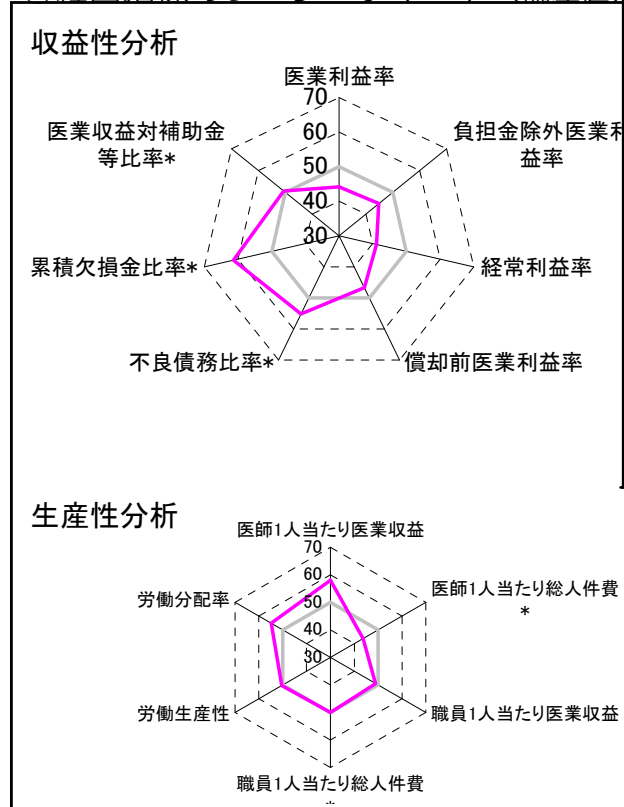 収益性分析
医業利益率
70
60
50
40
30
負担金除外医業利
益率
経常利益率
償却前医業利益率
不良債務比率*
累積欠損金比率*
医業収益対補助金
等比率*
生産性分析
医師1人当たり医業収益
70
60
50
40
30
医師1人当たり総人件費
*
職員1人当たり医業収益
職員1人当たり総人件費
*
労働生産性
労働分配率